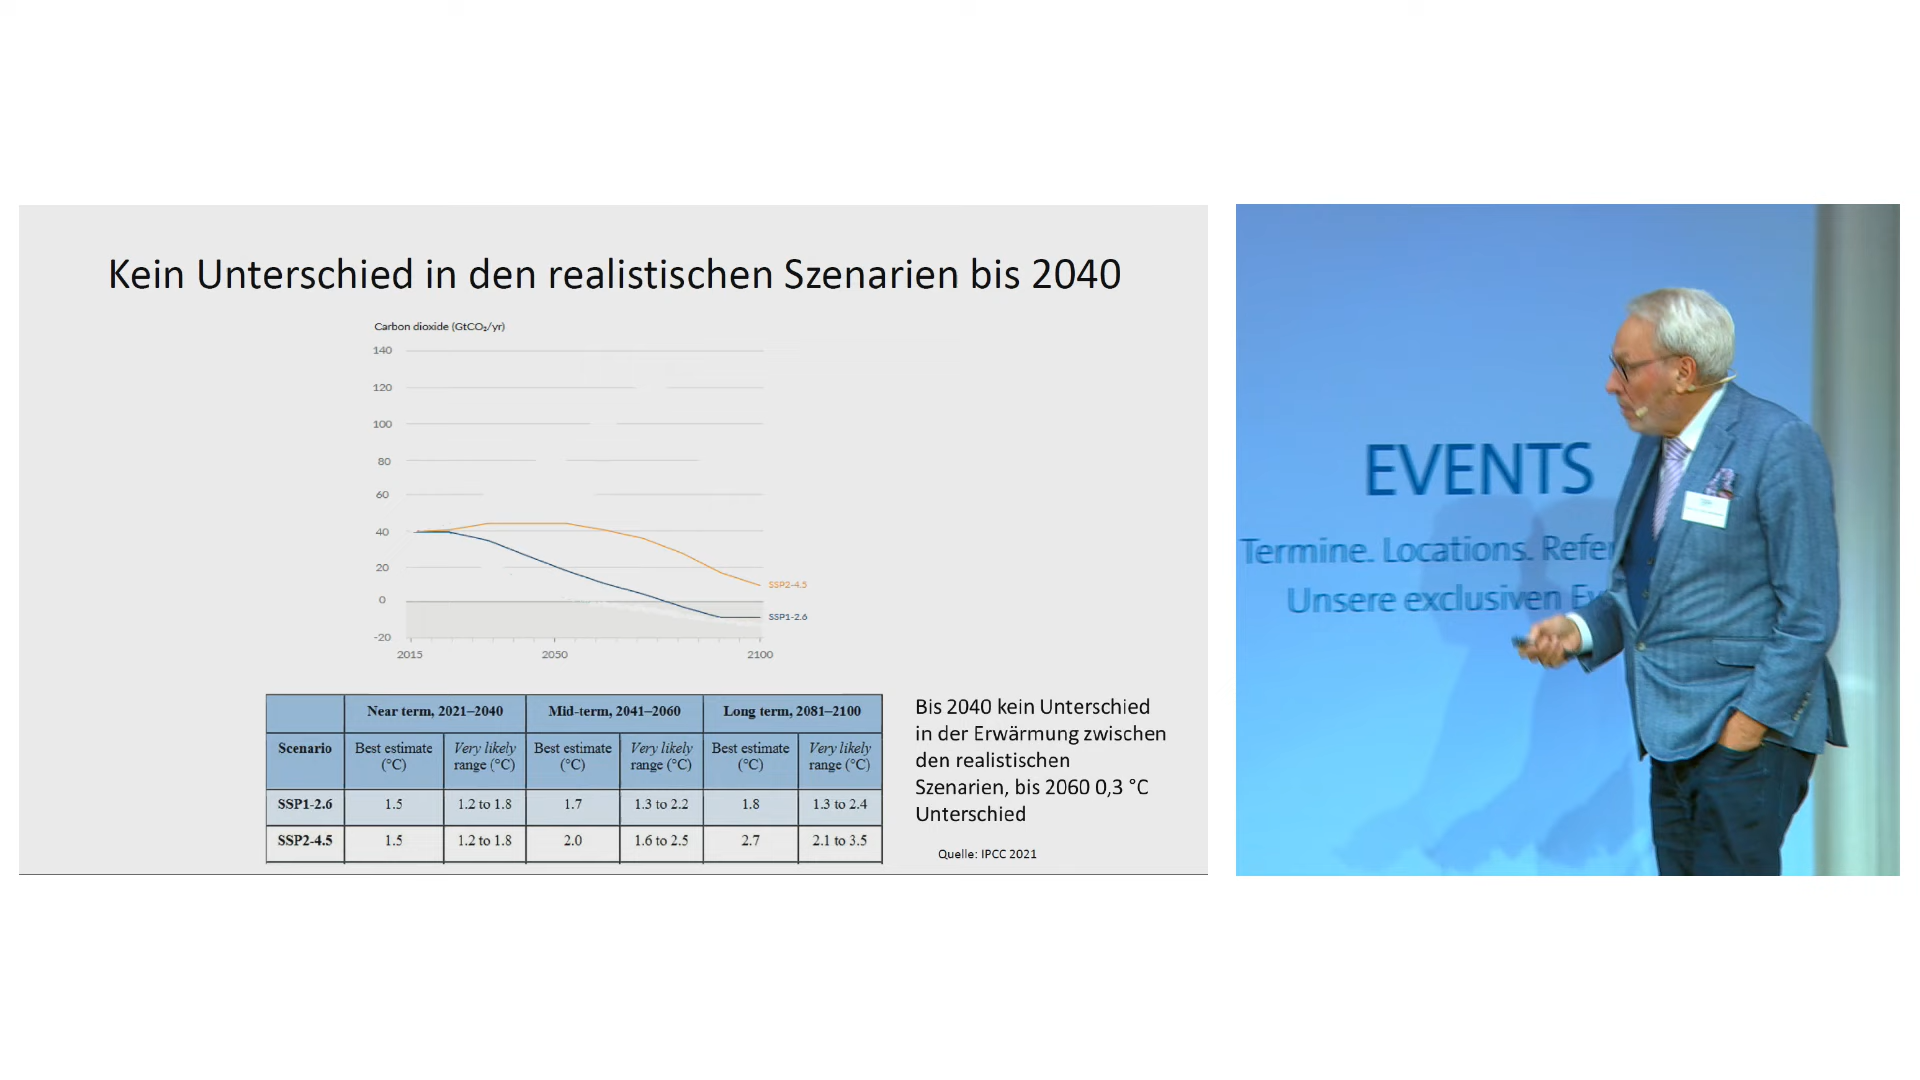 Kein Unterschied in den realistischen Szenarien bis 2040
Carbon dioxide (GtCO₂/yr)
140
120
100
80
60
40
20
0
-20
2015
2050
2100
SSP2-4.5
SSP1-2.6
Near term, 2021–2040
Mid-term, 2041–2060
Long term, 2081–2100
Scenario
Best estimate
(°C)
Very likely
range (°C)
Best estimate
(°C)
Very likely
range (°C)
Best estimate
(°C)
Very likely
range (°C)
SSP1-2.6 1.5 1.2 to 1.8 1.7 1.3 to 2.2 1.8 1.3 to 2.4
SSP2-4.5 1.5 1.2 to 1.8 2.0 1.6 to 2.5 2.7 2.1 to 3.5
Bis 2040 kein Unterschied
in der Erwärmung zwischen
den realistischen
Szenarien, bis 2060 0,3 °C
Unterschied
Quelle: IPCC 2021
EVENTS
Termine. Locations.
Unsere exclusiven